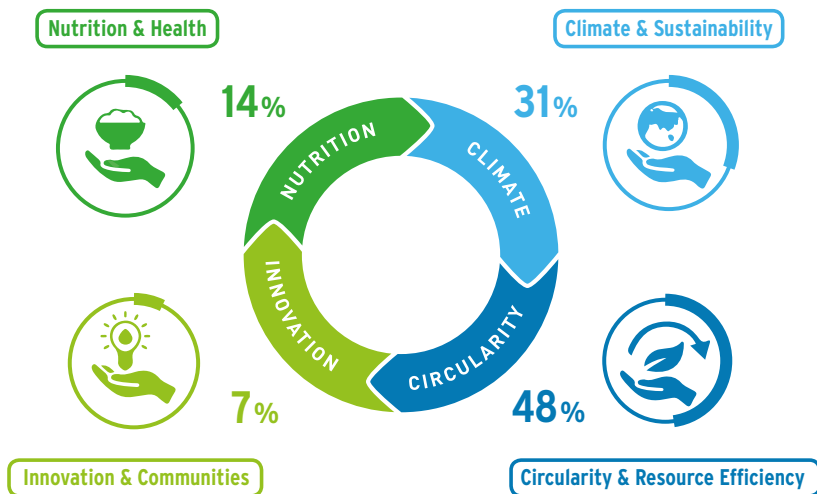 Nutrition & Health
Climate & Sustainability
14%
31%
NUTRITION
CLIMATE
INNOVATION
CIRCULARITY
7%
48%
Innovation & Communities
Circularity & Resource Efficiency